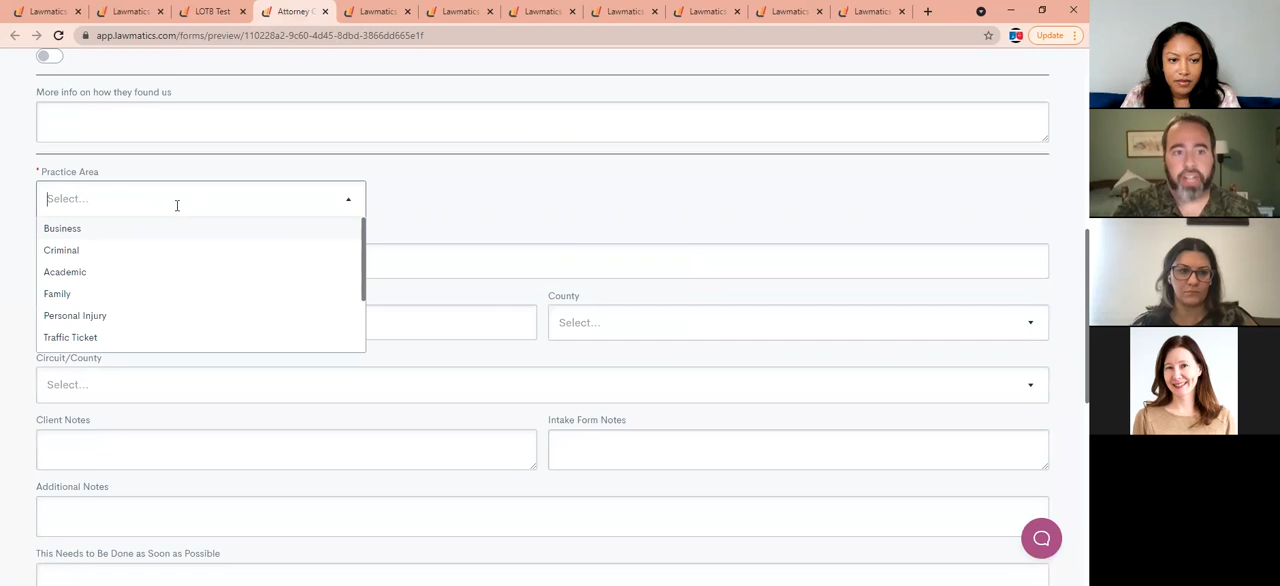 Lawmatics
Lawmatics
LOTB Test
Attorney C
Lawmatics
Lawmatics
Lawmatics
Lawmatics
Lawmatics
Lawmatics
Lawmatics
app.lawmatics.com/forms/preview/110228a2-9c60-4d45-8dbd-3866dd665e1f
Update
More info on how they found us
* Practice Area
Select...
Business
Criminal
Academic
Family
Personal Injury
Traffic Ticket
County
Select...
Circuit/County
Select...
Client Notes
Intake Form Notes
Additional Notes
This Needs to Be Done as Soon as Possible